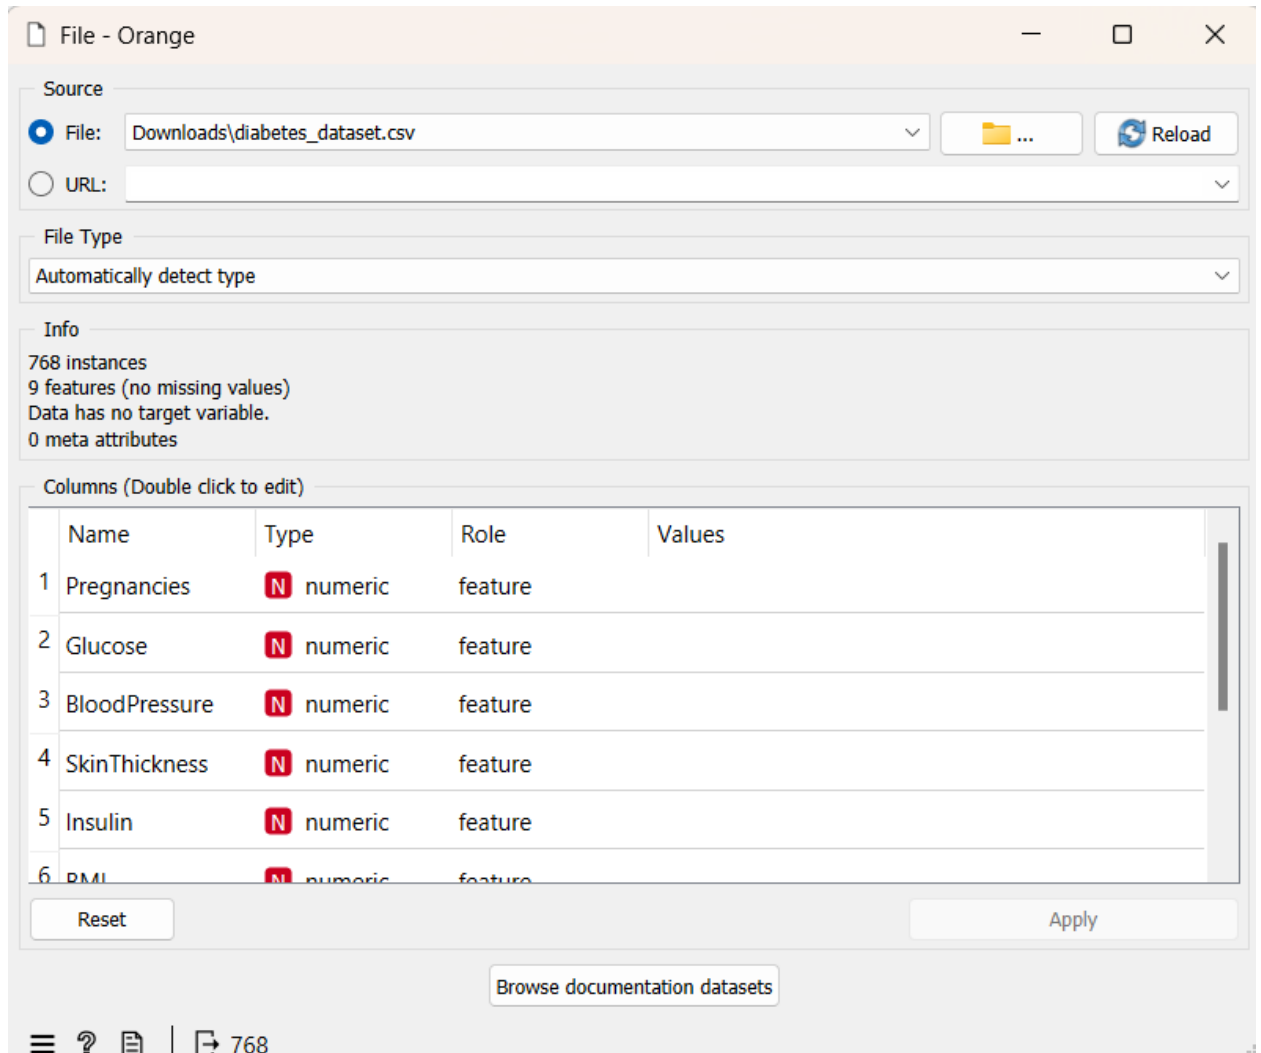 File - Orange
Source
File: Downloads\diabetes_dataset.csv ... Reload
URL:
File Type
Automatically detect type
Info
768 instances
9 features (no missing values)
Data has no target variable.
0 meta attributes
Columns (Double click to edit)
Name Type Role Values
1 Pregnancies N numeric feature
2 Glucose N numeric feature
3 BloodPressure N numeric feature
4 SkinThickness N numeric feature
5 Insulin N numeric feature
6 BMI N numeric feature
Reset Apply
Browse documentation datasets
? 768